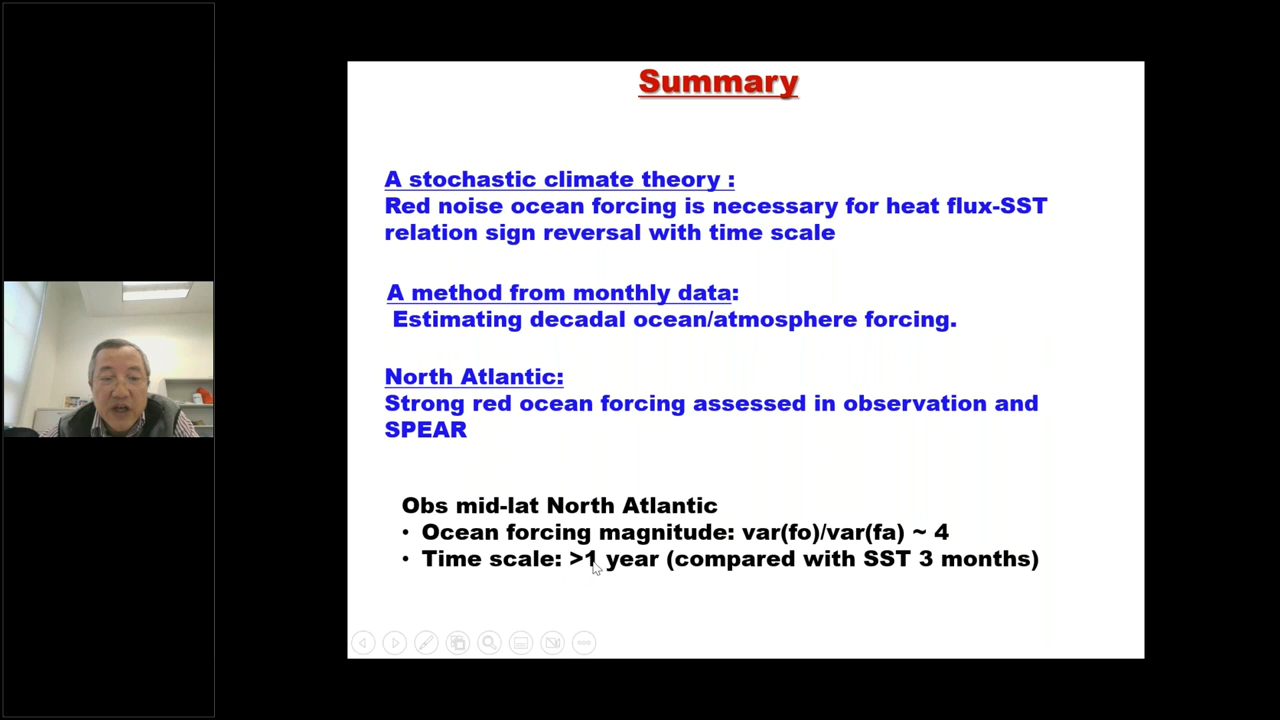 Summary
A stochastic climate theory :
Red noise ocean forcing is necessary for heat flux-SST
relation sign reversal with time scale
A method from monthly data:
Estimating decadal ocean/atmosphere forcing.
North Atlantic:
Strong red ocean forcing assessed in observation and
SPEAR
Obs mid-lat North Atlantic
• Ocean forcing magnitude: var(fo)/var(fa) ~ 4
• Time scale: >1 year (compared with SST 3 months)